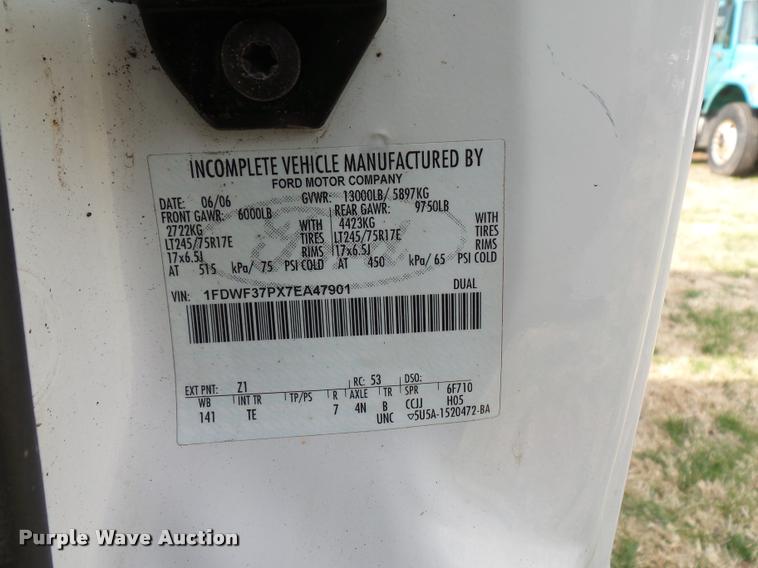 INCOMPLETE VEHICLE MANUFACTURED BY
FORD MOTOR COMPANY
DATE: 06/06 GVWR: 13000LB/ 5897KG
FRONT GAWR: 6000LB REAR GAWR: 9750LB
2722KG WITH 4423KG WITH
LT245/75R17E TIRES LT245/75R17E TIRES
17x6.5J RIMS 17x6.5J RIMS
AT 515 kPa/ 75 PSI COLD AT 450 kPa/ 65 PSI COLD
VIN: 1FDWF37PX7EA47901 DUAL
EXT PNT: Z1 RC: 53 DSO:
WB INT TR TP/PS R AXLE TR SPR 6F710
141 TE 7 4N B CCJJ H05
UNC 5U5A-1520472-BA
Purple Wave Auction